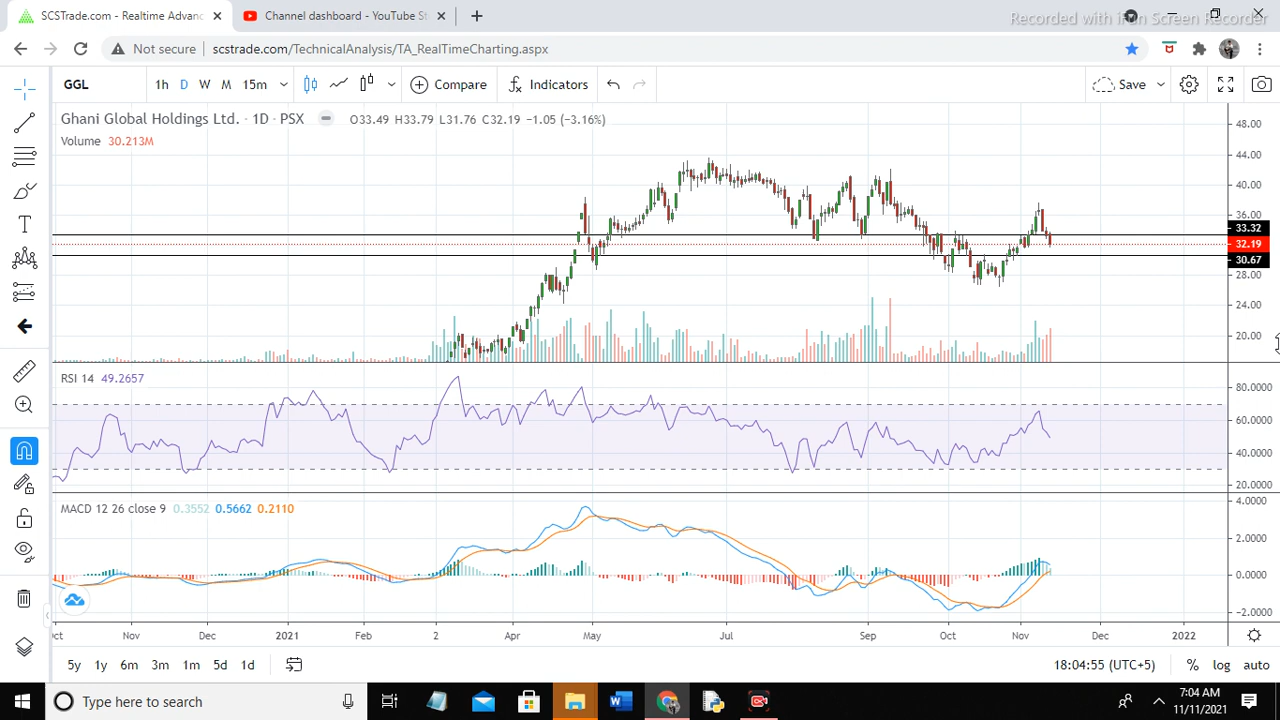 SCSTrade.com - Realtime Advanc
Channel dashboard - YouTube St
Recorded with iFun Screen Recorder
Not secure scstrade.com/TechnicalAnalysis/TA_RealTimeCharting.aspx
GGL 1h D W M 15m Compare Indicators Save
Ghani Global Holdings Ltd. · 1D · PSX O33.49 H33.79 L31.76 C32.19 −1.05 (−3.16%)
Volume 30.213M
48.00
44.00
40.00
36.00
33.32
32.19
30.67
28.00
24.00
20.00
RSI 14 49.2657
80.0000
60.0000
40.0000
20.0000
MACD 12 26 close 9 0.3552 0.5662 0.2110
4.0000
2.0000
0.0000
−2.0000
Oct Nov Dec 2021 Feb 2 Apr May Jul Sep Oct Nov Dec 2022
5y 1y 6m 3m 1m 5d 1d 18:04:55 (UTC+5) % log auto
Type here to search
7:04 AM
11/11/2021